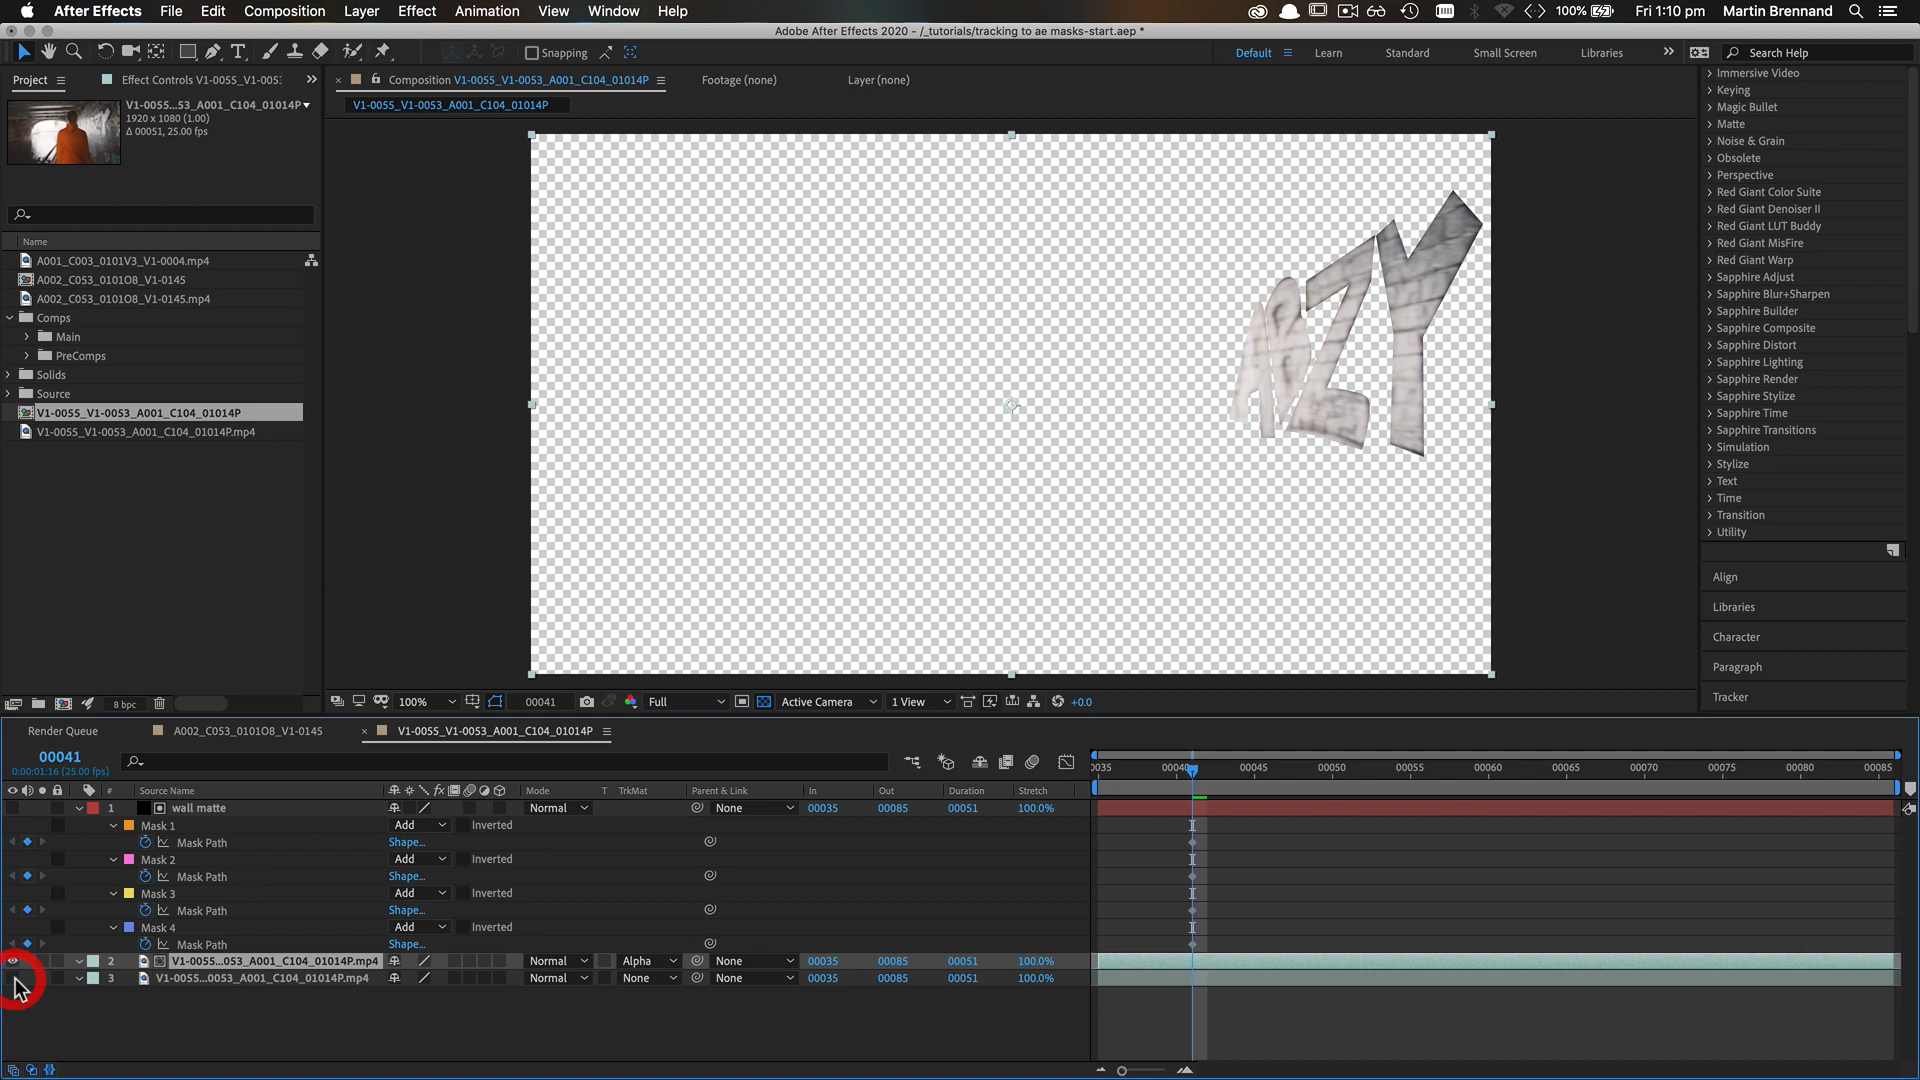 After Effects File Edit Composition Layer Effect Animation View Window Help 100% Fri 1:10 pm Martin Brennand
Adobe After Effects 2020 - /_tutorials/tracking to ae masks-start.aep *
Snapping Default Learn Standard Small Screen Libraries Search Help
Project Effect Controls V1-0055_V1-005: Composition V1-0055_V1-0053_A001_C104_01014P Footage (none) Layer (none)
V1-0055...53_A001_C104_01014P
1920 x 1080 (1.00)
Δ 00051, 25.00 fps
V1-0055_V1-0053_A001_C104_01014P
AZY
Name
A001_C003_0101V3_V1-0004.mp4
A002_C053_0101O8_V1-0145
A002_C053_0101O8_V1-0145.mp4
Comps
Main
PreComps
Solids
Source
V1-0055_V1-0053_A001_C104_01014P
V1-0055_V1-0053_A001_C104_01014P.mp4
Immersive Video
Keying
Magic Bullet
Matte
Noise & Grain
Obsolete
Perspective
Red Giant Color Suite
Red Giant Denoiser II
Red Giant LUT Buddy
Red Giant MisFire
Red Giant Warp
Sapphire Adjust
Sapphire Blur+Sharpen
Sapphire Builder
Sapphire Composite
Sapphire Distort
Sapphire Lighting
Sapphire Render
Sapphire Stylize
Sapphire Time
Sapphire Transitions
Simulation
Stylize
Text
Time
Transition
Utility
Align
Libraries
Character
Paragraph
Tracker
8 bpc 100% 00041 Full Active Camera 1 View +0.0
Render Queue A002_C053_0101O8_V1-0145 V1-0055_V1-0053_A001_C104_01014P
00041
0:00:01:16 (25.00 fps)
# Source Name Mode T TrkMat Parent & Link In Out Duration Stretch
0035 00040 00045 00050 00055 00060 00065 00070 00075 00080 00085
1 wall matte Normal None 00035 00085 00051 100.0%
Mask 1 Add Inverted
Mask Path Shape...
Mask 2 Add Inverted
Mask Path Shape...
Mask 3 Add Inverted
Mask Path Shape...
Mask 4 Add Inverted
Mask Path Shape...
2 V1-0055...053_A001_C104_01014P.mp4 Normal Alpha None 00035 00085 00051 100.0%
3 V1-0055...0053_A001_C104_01014P.mp4 Normal None None 00035 00085 00051 100.0%